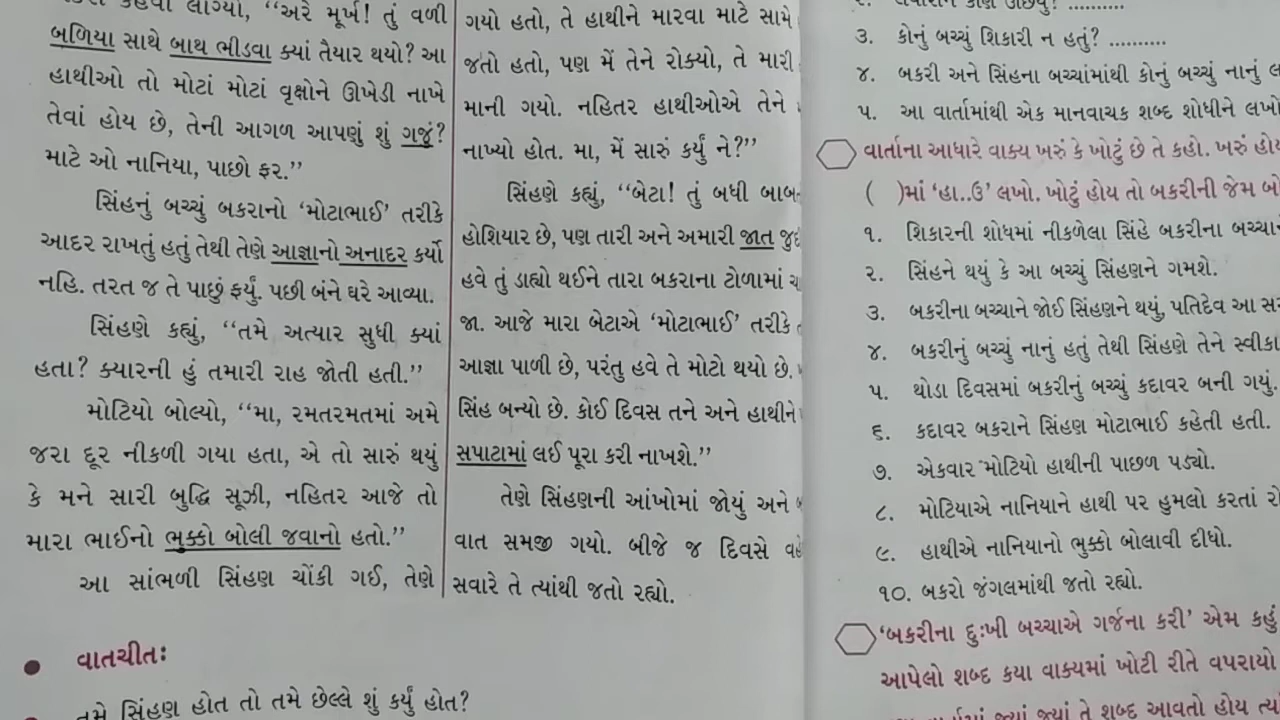 કહેવા લાગ્યો, “અરે મૂર્ખ! તું વળી
બળિયા સાથે બાથ ભીડવા ક્યાં તૈયાર થયો? આ
હાથીઓ તો મોટાં મોટાં વૃક્ષોને ઊખેડી નાખે
તેવાં હોય છે, તેની આગળ આપણું શું ગજું?
માટે ઓ નાનિયા, પાછો ફર.”
સિંહનું બચ્ચું બકરાનો ‘મોટાભાઈ’ તરીકે
આદર રાખતું હતું તેથી તેણે આજ્ઞાનો અનાદર કર્યો
નહિ. તરત જ તે પાછું ફર્યું. પછી બંને ઘરે આવ્યા.
સિંહણે કહ્યું, “તમે અત્યાર સુધી ક્યાં
હતા? ક્યારની હું તમારી રાહ જોતી હતી.”
મોટિયો બોલ્યો, “મા, રમતરમતમાં અમે
જરા દૂર નીકળી ગયા હતા, એ તો સારું થયું
કે મને સારી બુદ્ધિ સૂઝી, નહિતર આજે તો
મારા ભાઈનો ભુક્કો બોલી જવાનો હતો.”
આ સાંભળી સિંહણ ચોંકી ગઈ, તેણે
ગયો હતો, તે હાથીને મારવા માટે સામે
જતો હતો, પણ મેં તેને રોક્યો, તે મારી
માની ગયો. નહિતર હાથીઓએ તેને
નાખ્યો હોત. મા, મેં સારું કર્યું ને?”
સિંહણે કહ્યું, “બેટા! તું બધી
હોશિયાર છે, પણ તારી અને અમારી જાત
હવે તું ડાહ્યો થઈને તારા બકરાના ટોળામાં
જા. આજે મારા બેટાએ ‘મોટાભાઈ’ તરીકે
આજ્ઞા પાળી છે, પરંતુ હવે તે મોટો થયો છે.
સિંહ બન્યો છે. કોઈ દિવસ તને અને હાથીને
સપાટામાં લઈ પૂરા કરી નાખશે.”
તેણે સિંહણની આંખોમાં જોયું અને
વાત સમજી ગયો. બીજે જ દિવસે
સવારે તે ત્યાંથી જતો રહ્યો.
વાતચીત:
તમે સિંહણ હોત તો તમે છેલ્લે શું કર્યું હોત?
૩. કોનું બચ્ચું શિકારી ન હતું? ..........
૪. બકરી અને સિંહના બચ્ચાંમાંથી કોનું બચ્ચું નાનું
૫. આ વાર્તામાંથી એક માનવાચક શબ્દ શોધીને લખો
વાર્તાના આધારે વાક્ય ખરું કે ખોટું છે તે કહો. ખરું
( )માં ‘હા..ઉ’ લખો. ખોટું હોય તો બકરીની જેમ
૧. શિકારની શોધમાં નીકળેલા સિંહે બકરીના
૨. સિંહને થયું કે આ બચ્ચું સિંહણને ગમશે.
૩. બકરીના બચ્ચાને જોઈ સિંહણને થયું, પતિદેવ આ
૪. બકરીનું બચ્ચું નાનું હતું તેથી સિંહણે તેને
૫. થોડા દિવસમાં બકરીનું બચ્ચું કદાવર બની ગયું.
૬. કદાવર બકરાને સિંહણ મોટાભાઈ કહેતી હતી.
૭. એકવાર મોટિયો હાથીની પાછળ પડ્યો.
૮. મોટિયાએ નાનિયાને હાથી પર હુમલો કરતાં
૯. હાથીએ નાનિયાનો ભુક્કો બોલાવી દીધો.
૧૦. બકરો જંગલમાંથી જતો રહ્યો.
‘બકરીના દુઃખી બચ્ચાએ ગર્જના કરી’ એમ
આપેલો શબ્દ કયા વાક્યમાં ખોટી રીતે વપરાયો
જ્યાં જ્યાં તે શબ્દ આવતો હોય